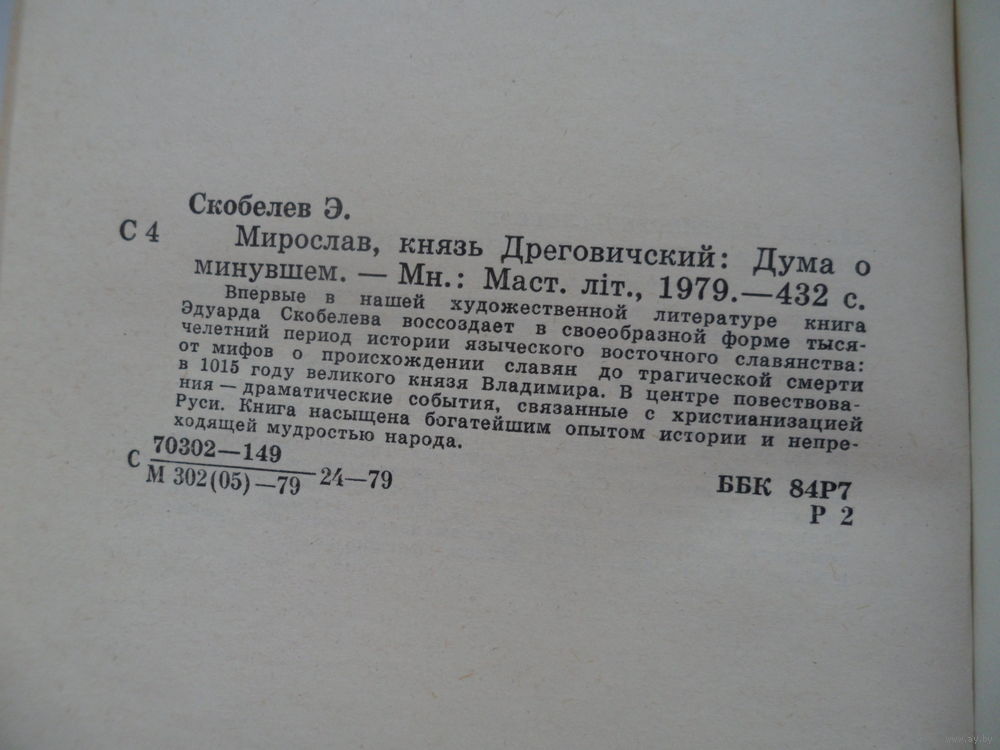 Скобелев Э.
С 4 Мирослав, князь Дреговичский: Дума о
минувшем. — Мн.: Маст. літ., 1979.—432 с.
Впервые в нашей художественной литературе книга
Эдуарда Скобелева воссоздает в своеобразной форме тыся-
челетний период истории языческого восточного славянства:
от мифов о происхождении славян до трагической смерти
в 1015 году великого князя Владимира. В центре повествова-
ния — драматические события, связанные с христианизацией
Руси. Книга насыщена богатейшим опытом истории и непре-
ходящей мудростью народа.
С 70302—149
М 302(05)—79 24—79
ББК 84Р7
Р 2
www.ay.by